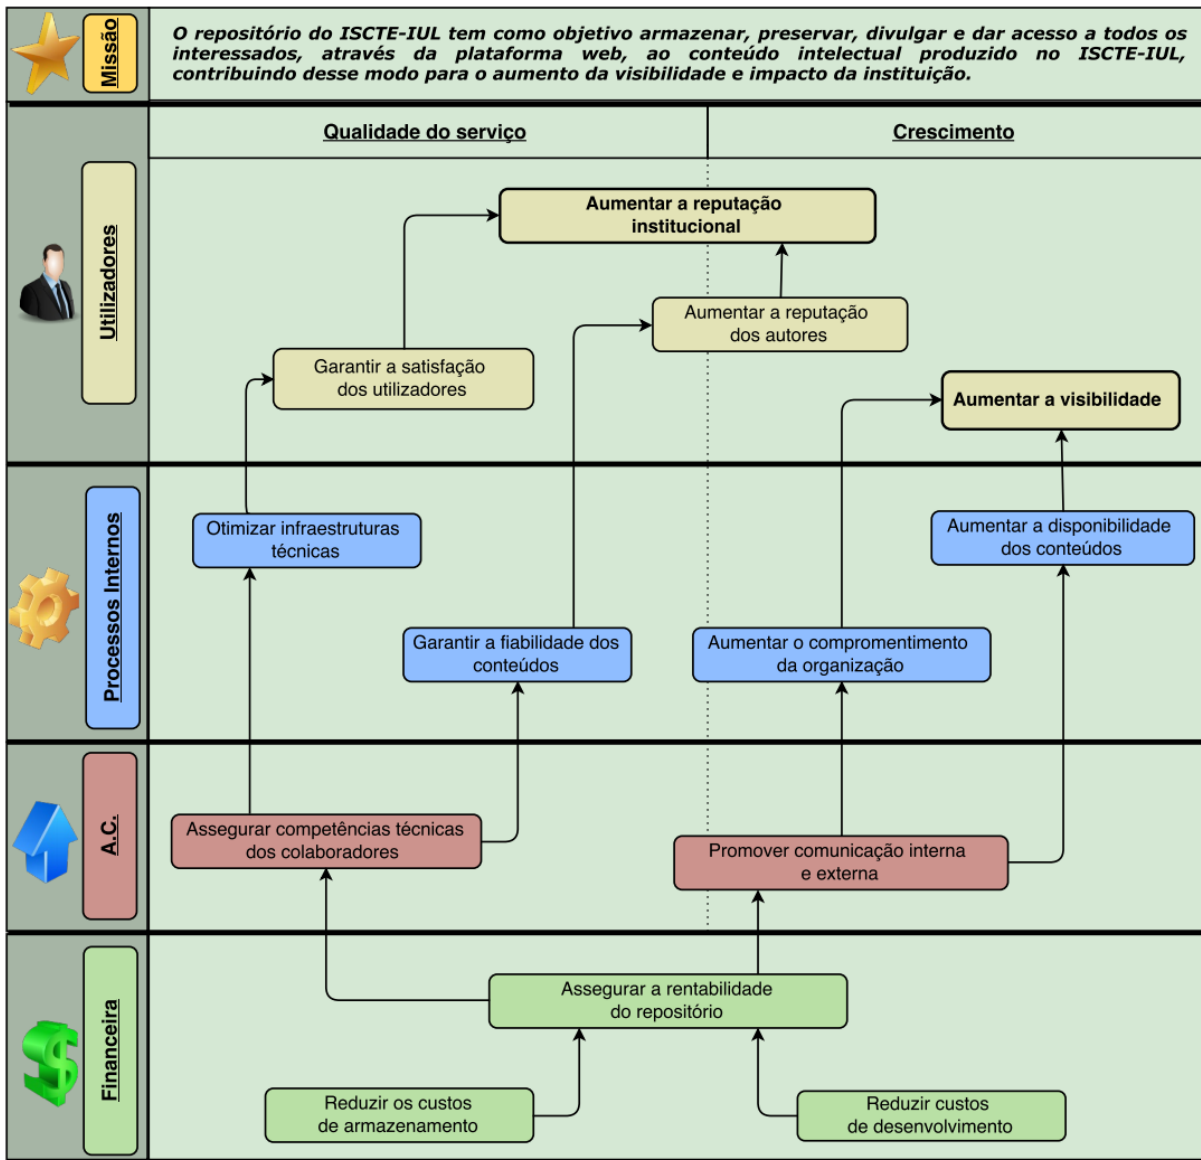 Missão
O repositório do ISCTE-IUL tem como objetivo armazenar, preservar, divulgar e dar acesso a todos os
interessados, através da plataforma web, ao conteúdo intelectual produzido no ISCTE-IUL,
contribuindo desse modo para o aumento da visibilidade e impacto da instituição.
Qualidade do serviço
Crescimento
Utilizadores
Aumentar a reputação
institucional
Aumentar a reputação
dos autores
Garantir a satisfação
dos utilizadores
Aumentar a visibilidade
Processos Internos
Otimizar infraestruturas
técnicas
Aumentar a disponibilidade
dos conteúdos
Garantir a fiabilidade dos
conteúdos
Aumentar o compromentimento
da organização
A.C.
Assegurar competências técnicas
dos colaboradores
Promover comunicação interna
e externa
Financeira
Assegurar a rentabilidade
do repositório
Reduzir os custos
de armazenamento
Reduzir custos
de desenvolvimento